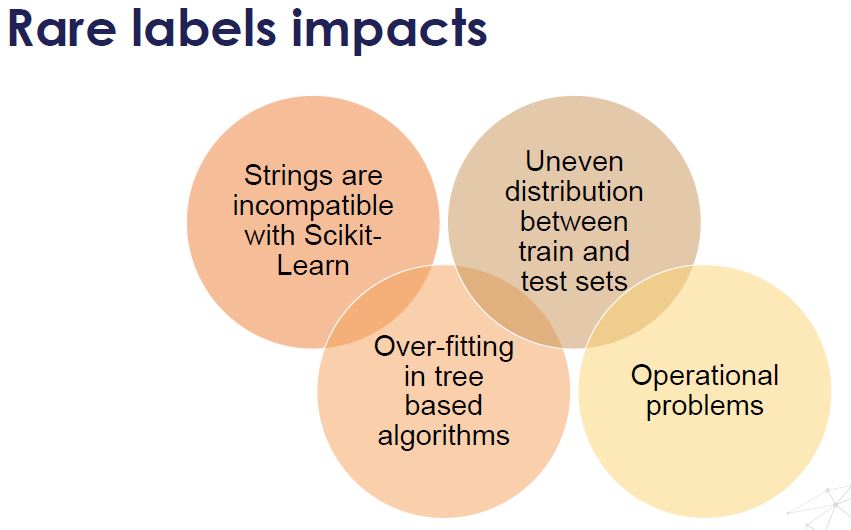 Rare labels impacts
Strings are
incompatible
with Scikit-
Learn
Uneven
distribution
between
train and
test sets
Over-fitting
in tree
based
algorithms
Operational
problems